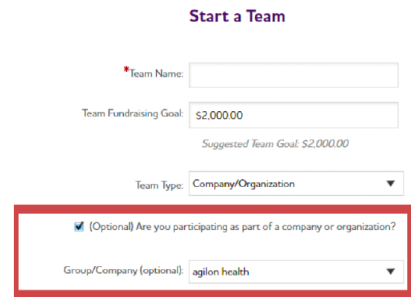 Start a Team
*Team Name:
Team Fundraising Goal: $2,000.00
Suggested Team Goal: $2,000.00
Team Type: Company/Organization
(Optional) Are you participating as part of a company or organization?
Group/Company (optional): agilon health